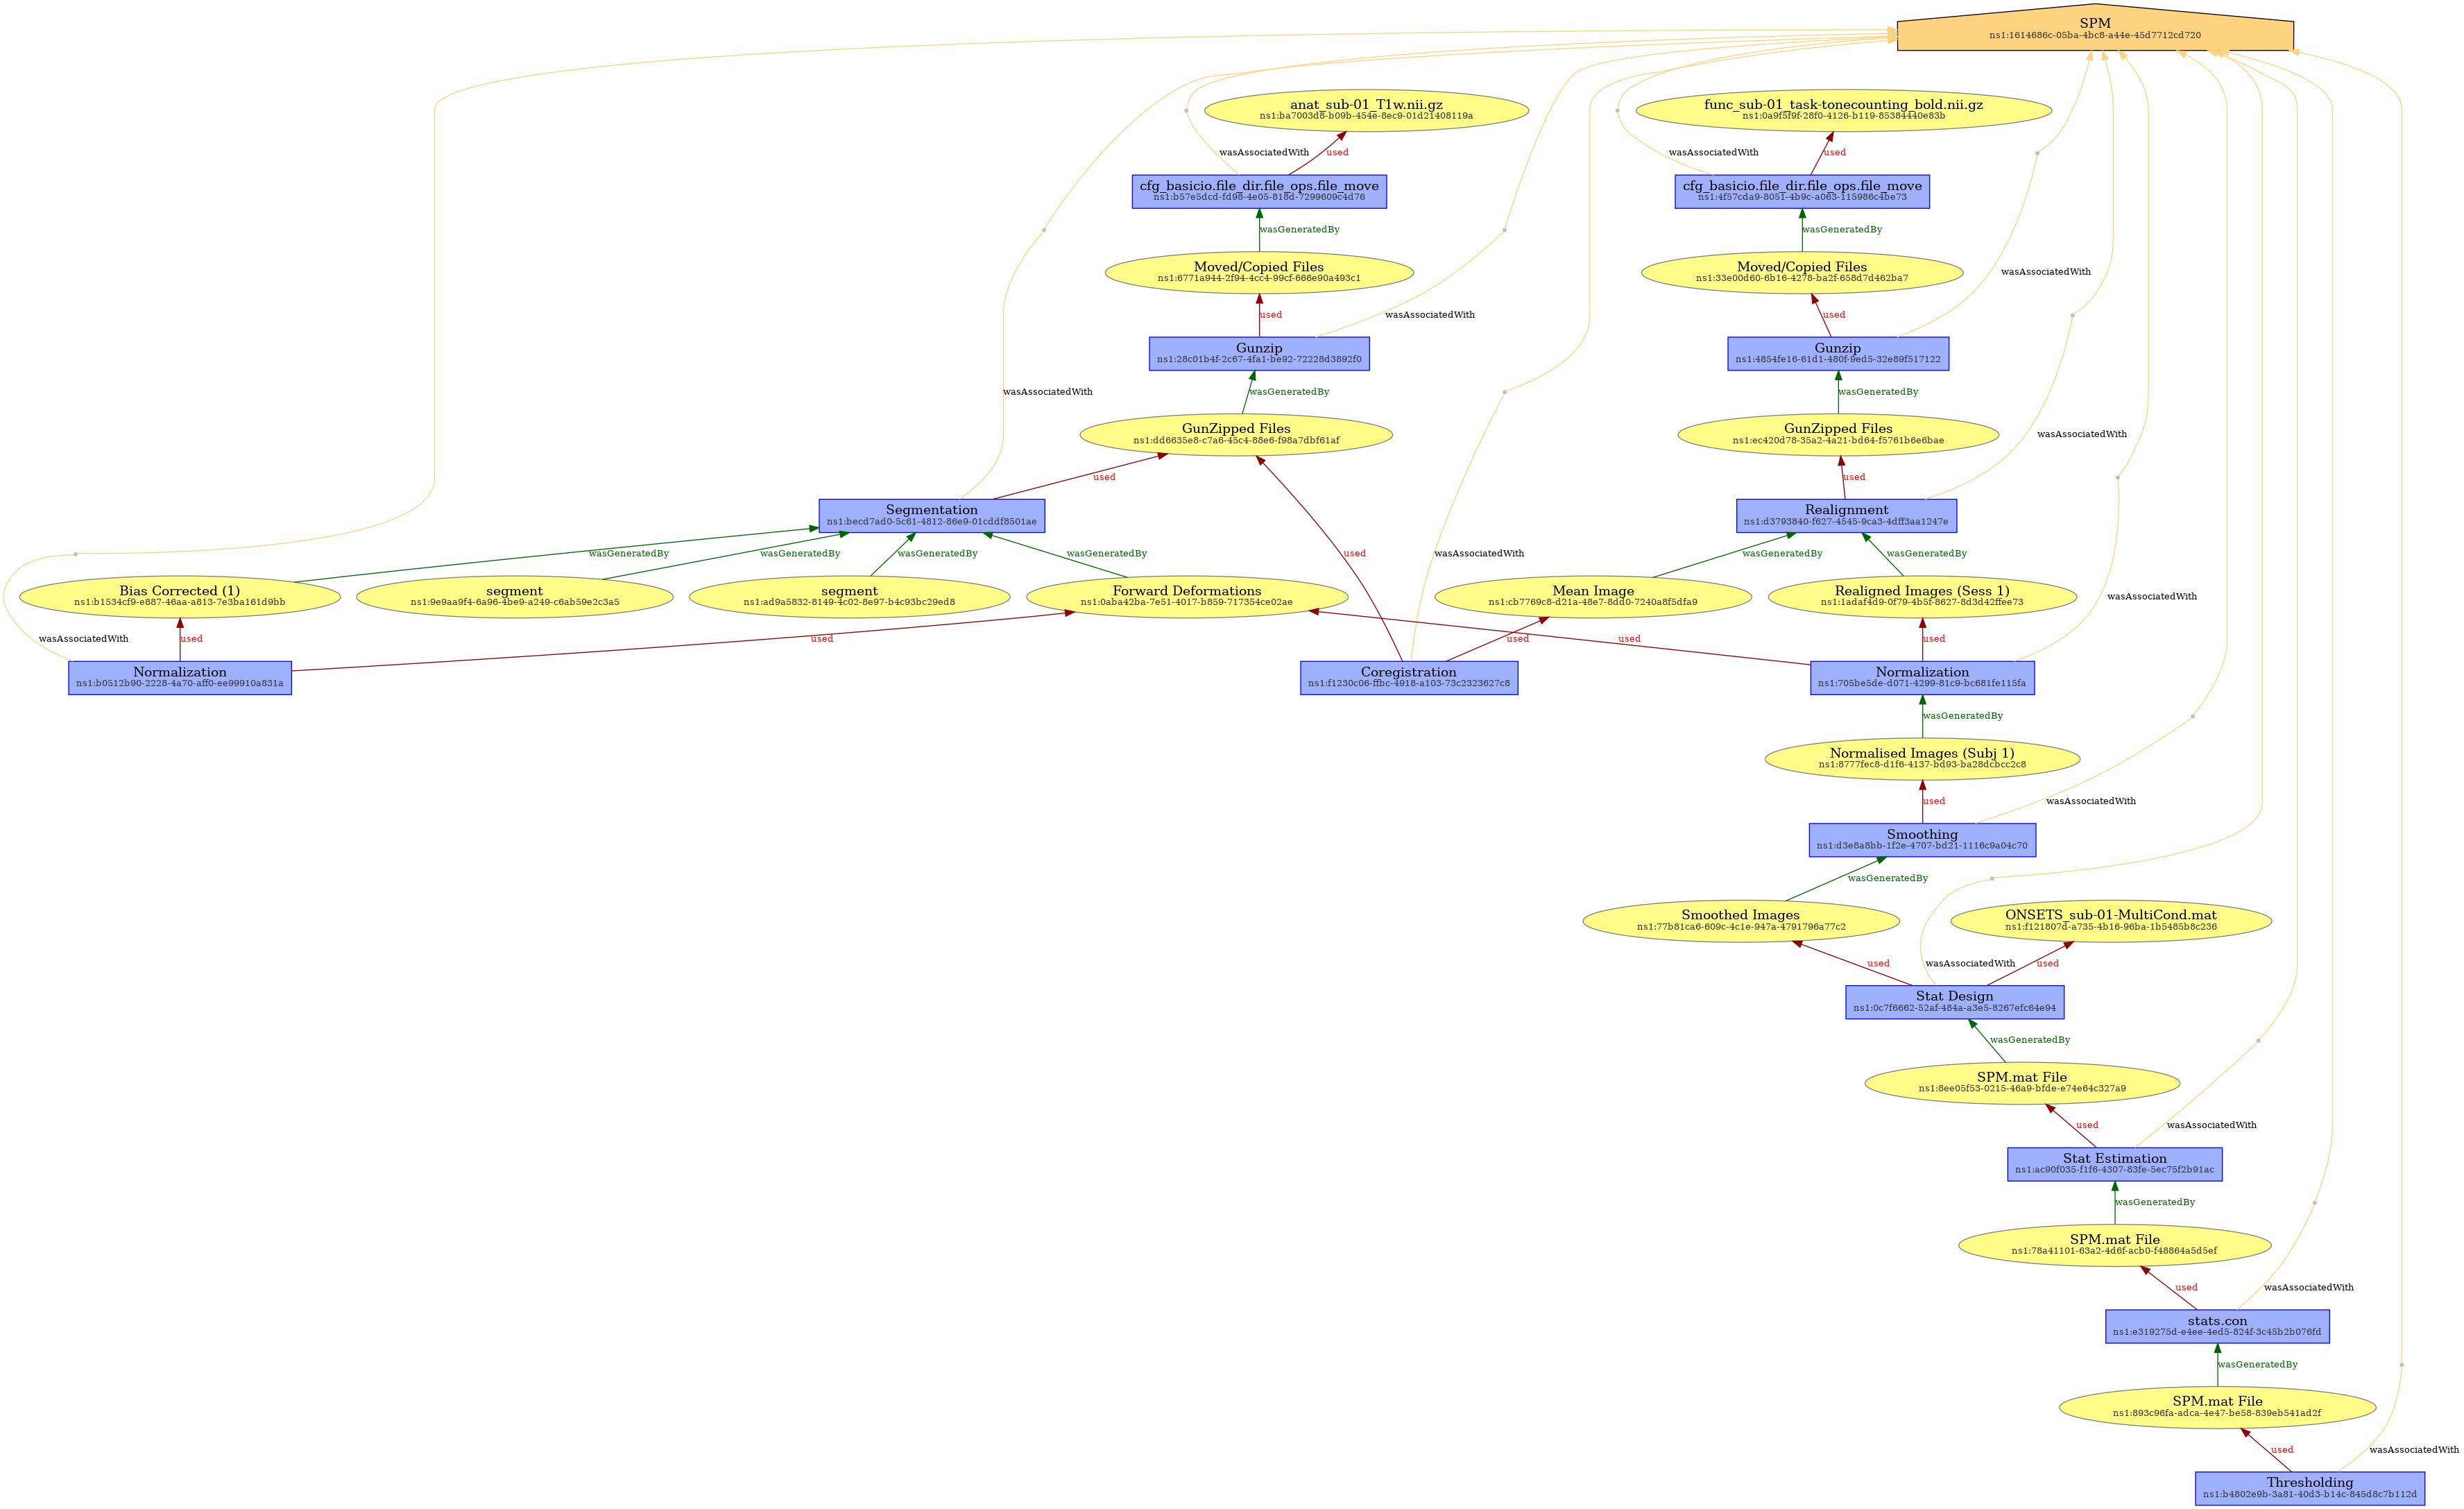 SPM
ns1:1614686c-05ba-4bc8-a44e-45d7712cd720
anat_sub-01_T1w.nii.gz
ns1:ba7003d8-b09b-454e-8ec9-01d21408119a
func_sub-01_task-tonecounting_bold.nii.gz
ns1:0a9f5f9f-28f0-4126-b119-85384440e83b
wasAssociatedWith
used
wasAssociatedWith
used
cfg_basicio.file_dir.file_ops.file_move
ns1:b57e5dcd-fd98-4e05-818d-7299609c4d76
cfg_basicio.file_dir.file_ops.file_move
ns1:4f57cda9-8051-4b9c-a063-115986c4be73
wasGeneratedBy
wasGeneratedBy
Moved/Copied Files
ns1:6771a944-2f94-4cc4-99cf-666e90a493c1
Moved/Copied Files
ns1:33e00d60-6b16-4278-ba2f-658d7d462ba7
wasAssociatedWith
used
wasAssociatedWith
used
Gunzip
ns1:28c01b4f-2c67-4fa1-be92-72228d3892f0
Gunzip
ns1:4854fe16-61d1-480f-9ed5-32e89f517122
wasAssociatedWith
wasGeneratedBy
wasGeneratedBy
GunZipped Files
ns1:dd6635e8-c7a6-45c4-88e6-f98a7dbf61af
GunZipped Files
ns1:ec420d78-35a2-4a21-bd64-f5761b6e6bae
wasAssociatedWith
used
used
Segmentation
ns1:becd7ad0-5c61-4812-86e9-01cddf8501ae
Realignment
ns1:d3793840-f627-4545-9ca3-4dff3aa1247e
wasGeneratedBy
wasGeneratedBy
wasGeneratedBy
wasGeneratedBy
used
wasAssociatedWith
wasGeneratedBy
wasGeneratedBy
Bias Corrected (1)
ns1:b1534cf9-e887-46aa-a813-7e3ba161d9bb
segment
ns1:9e9aa9f4-6a96-4be9-a249-c6ab59e2c3a5
segment
ns1:ad9a5832-8149-4c02-8e97-b4c93bc29ed8
Forward Deformations
ns1:0aba42ba-7e51-4017-b859-717354ce02ae
Mean Image
ns1:cb7769c8-d21a-48e7-8dd0-7240a8f5dfa9
Realigned Images (Sess 1)
ns1:1adaf4d9-0f79-4b5f-8627-8d3d42ffee73
wasAssociatedWith
wasAssociatedWith
used
used
used
used
used
Normalization
ns1:b0512b90-2228-4a70-aff0-ee99910a831a
Coregistration
ns1:f1230c06-ffbc-4918-a103-73c2323627c8
Normalization
ns1:705be5de-d071-4299-81c9-bc681fe115fa
wasGeneratedBy
Normalised Images (Subj 1)
ns1:8777fec8-d1f6-4137-bd93-ba28dcbcc2c8
used
wasAssociatedWith
Smoothing
ns1:d3e8a8bb-1f2e-4707-bd21-1116c9a04c70
wasGeneratedBy
Smoothed Images
ns1:77b81ca6-609c-4c1e-947a-4791796a77c2
ONSETS_sub-01-MultiCond.mat
ns1:f121807d-a735-4b16-96ba-1b5485b8c236
used
wasAssociatedWith
used
Stat Design
ns1:0c7f6662-52af-484a-a3e5-8267efc64e94
wasGeneratedBy
SPM.mat File
ns1:8ee05f53-0215-46a9-bfde-e74e64c327a9
used
wasAssociatedWith
Stat Estimation
ns1:ac90f035-f1f6-4307-83fe-5ec75f2b91ac
wasGeneratedBy
SPM.mat File
ns1:78a41101-63a2-4d6f-acb0-f48864a5d5ef
used
wasAssociatedWith
stats.con
ns1:e319275d-e4ee-4ed5-824f-3c45b2b076fd
wasGeneratedBy
SPM.mat File
ns1:893c96fa-adca-4e47-be58-839eb541ad2f
used
wasAssociatedWith
Thresholding
ns1:b4802e9b-3a81-40d3-b14c-845d8c7b112d